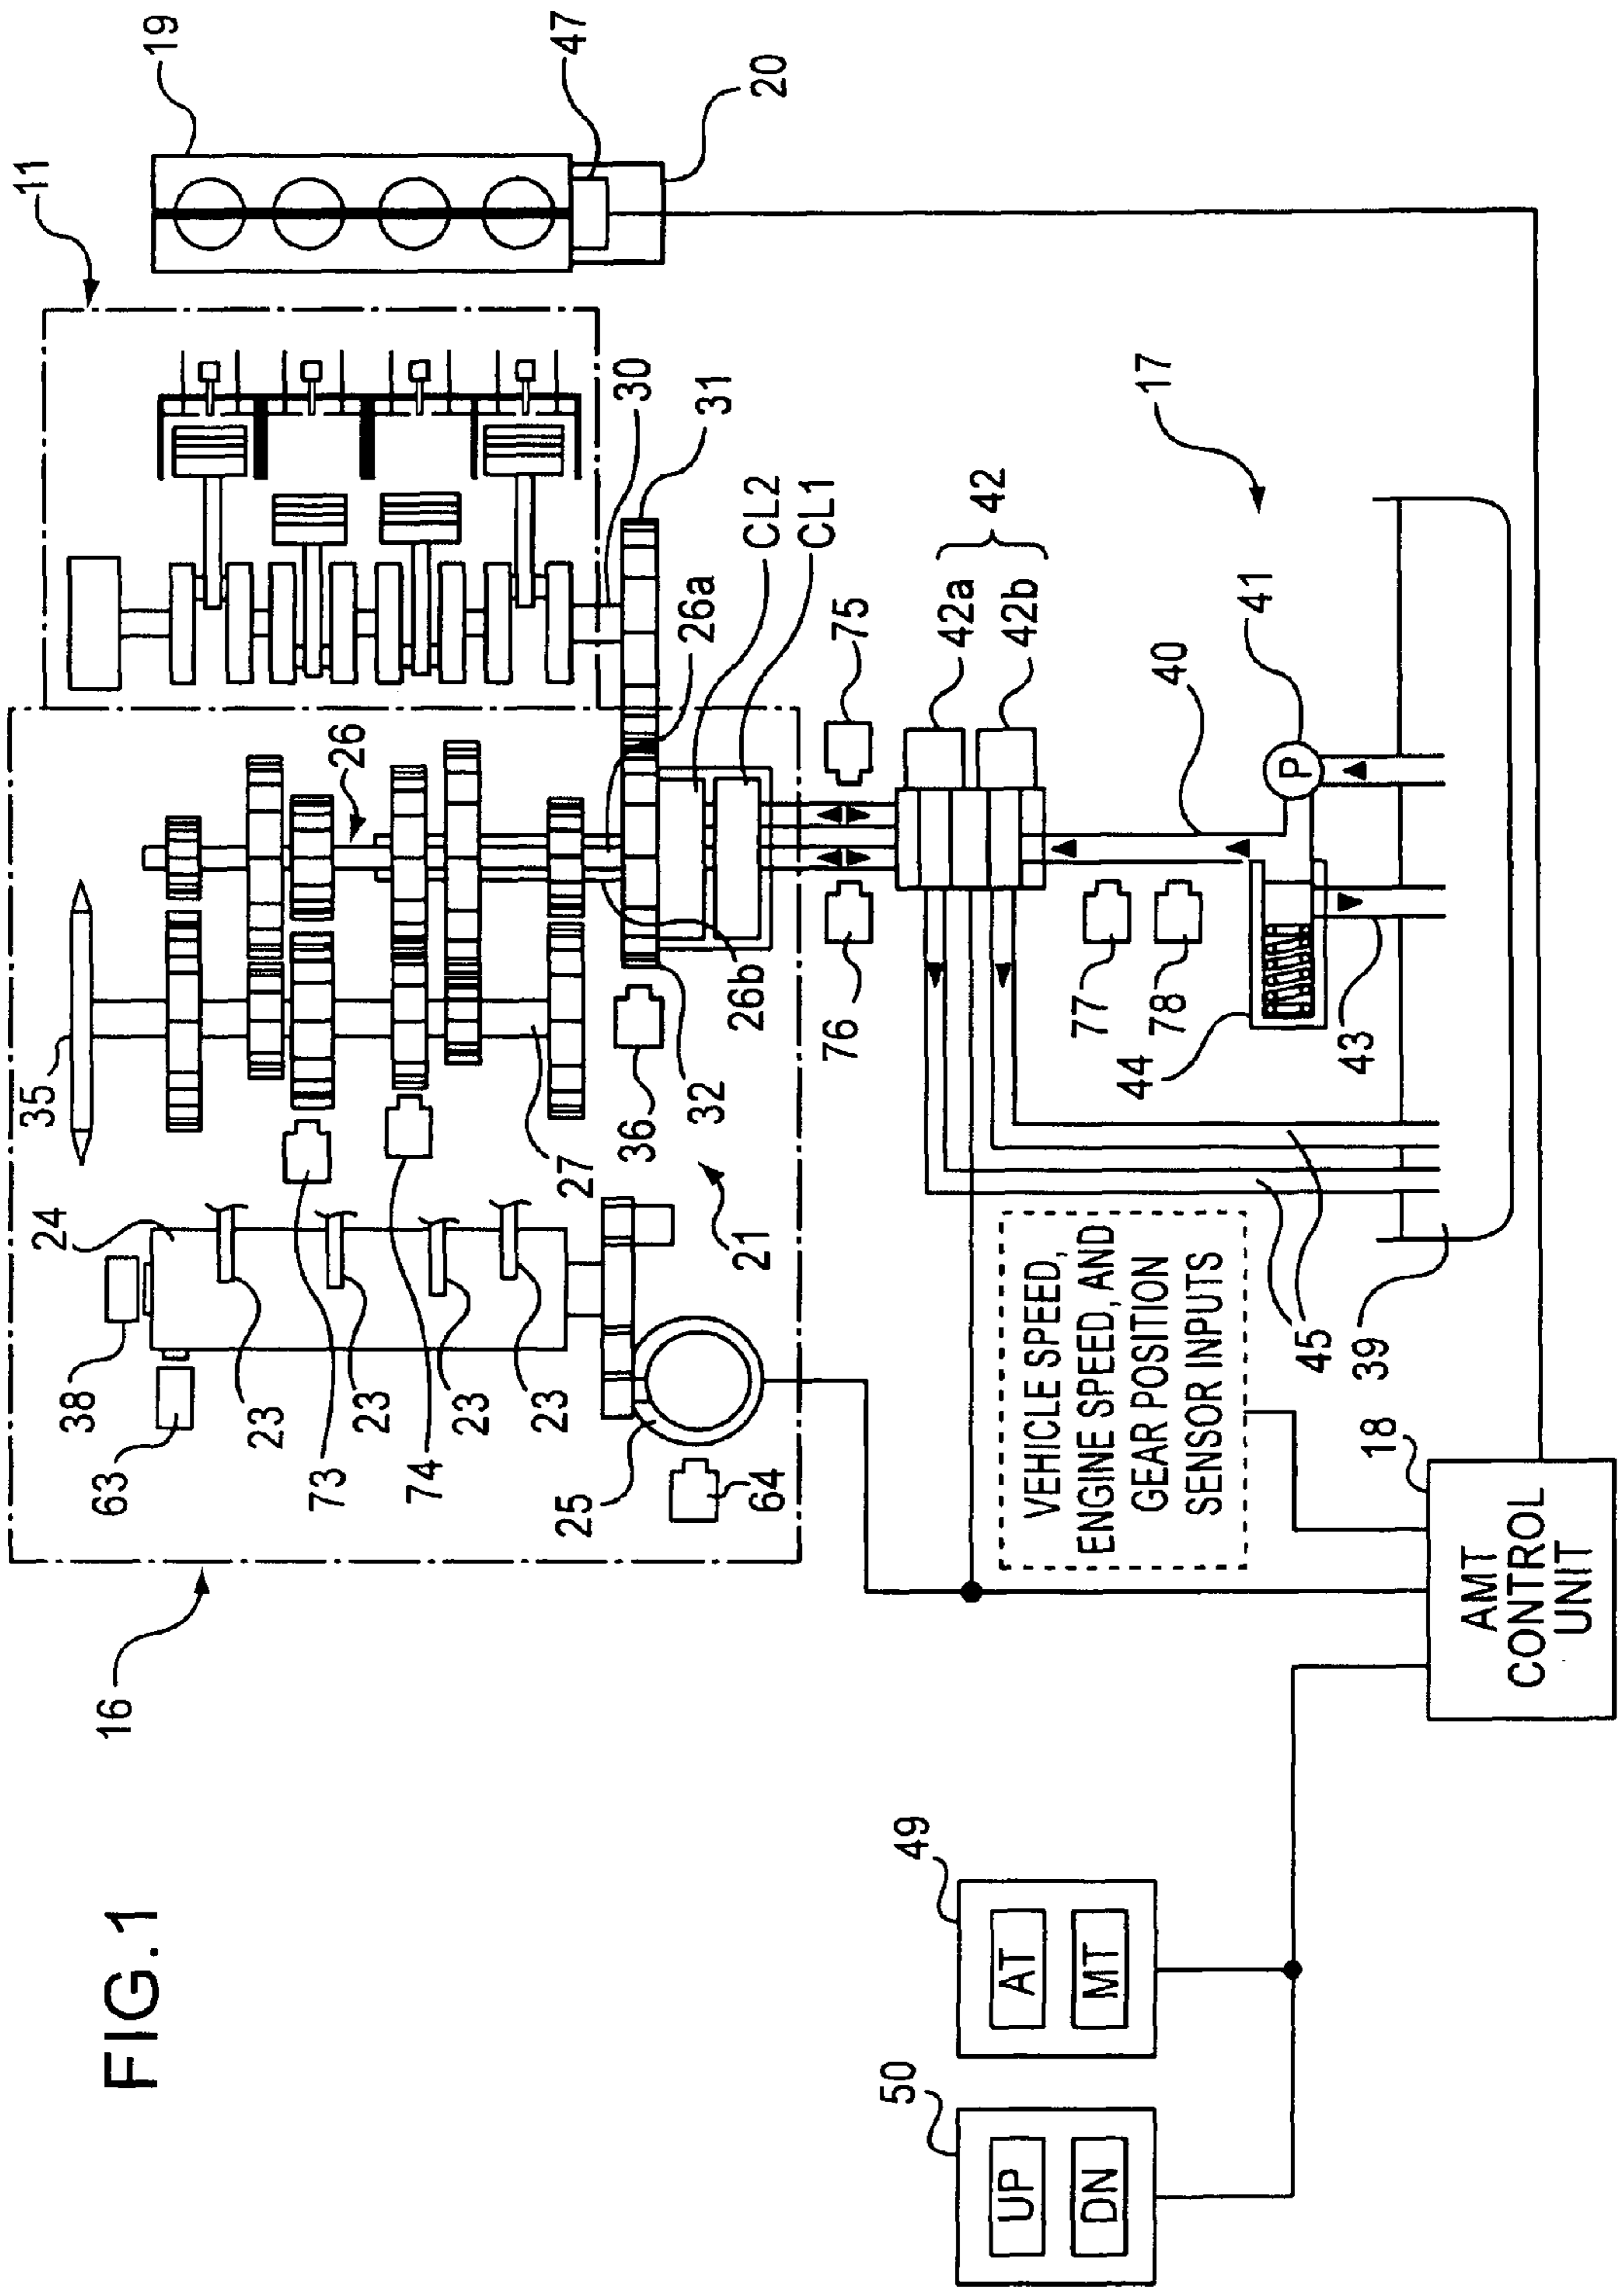 FIG.1
16
63
38
24
35
11
19
47
20
26
23
23
23
23
73
74
25
64
27
21
36
32
26b
26a
30
31
CL2
CL1
76
75
42a
42b
42
17
77
78
40
41
44
43
45
39
VEHICLE SPEED,
ENGINE SPEED, AND
GEAR POSITION
SENSOR INPUTS
18
AMT
CONTROL
UNIT
50
UP
DN
49
AT
MT
P